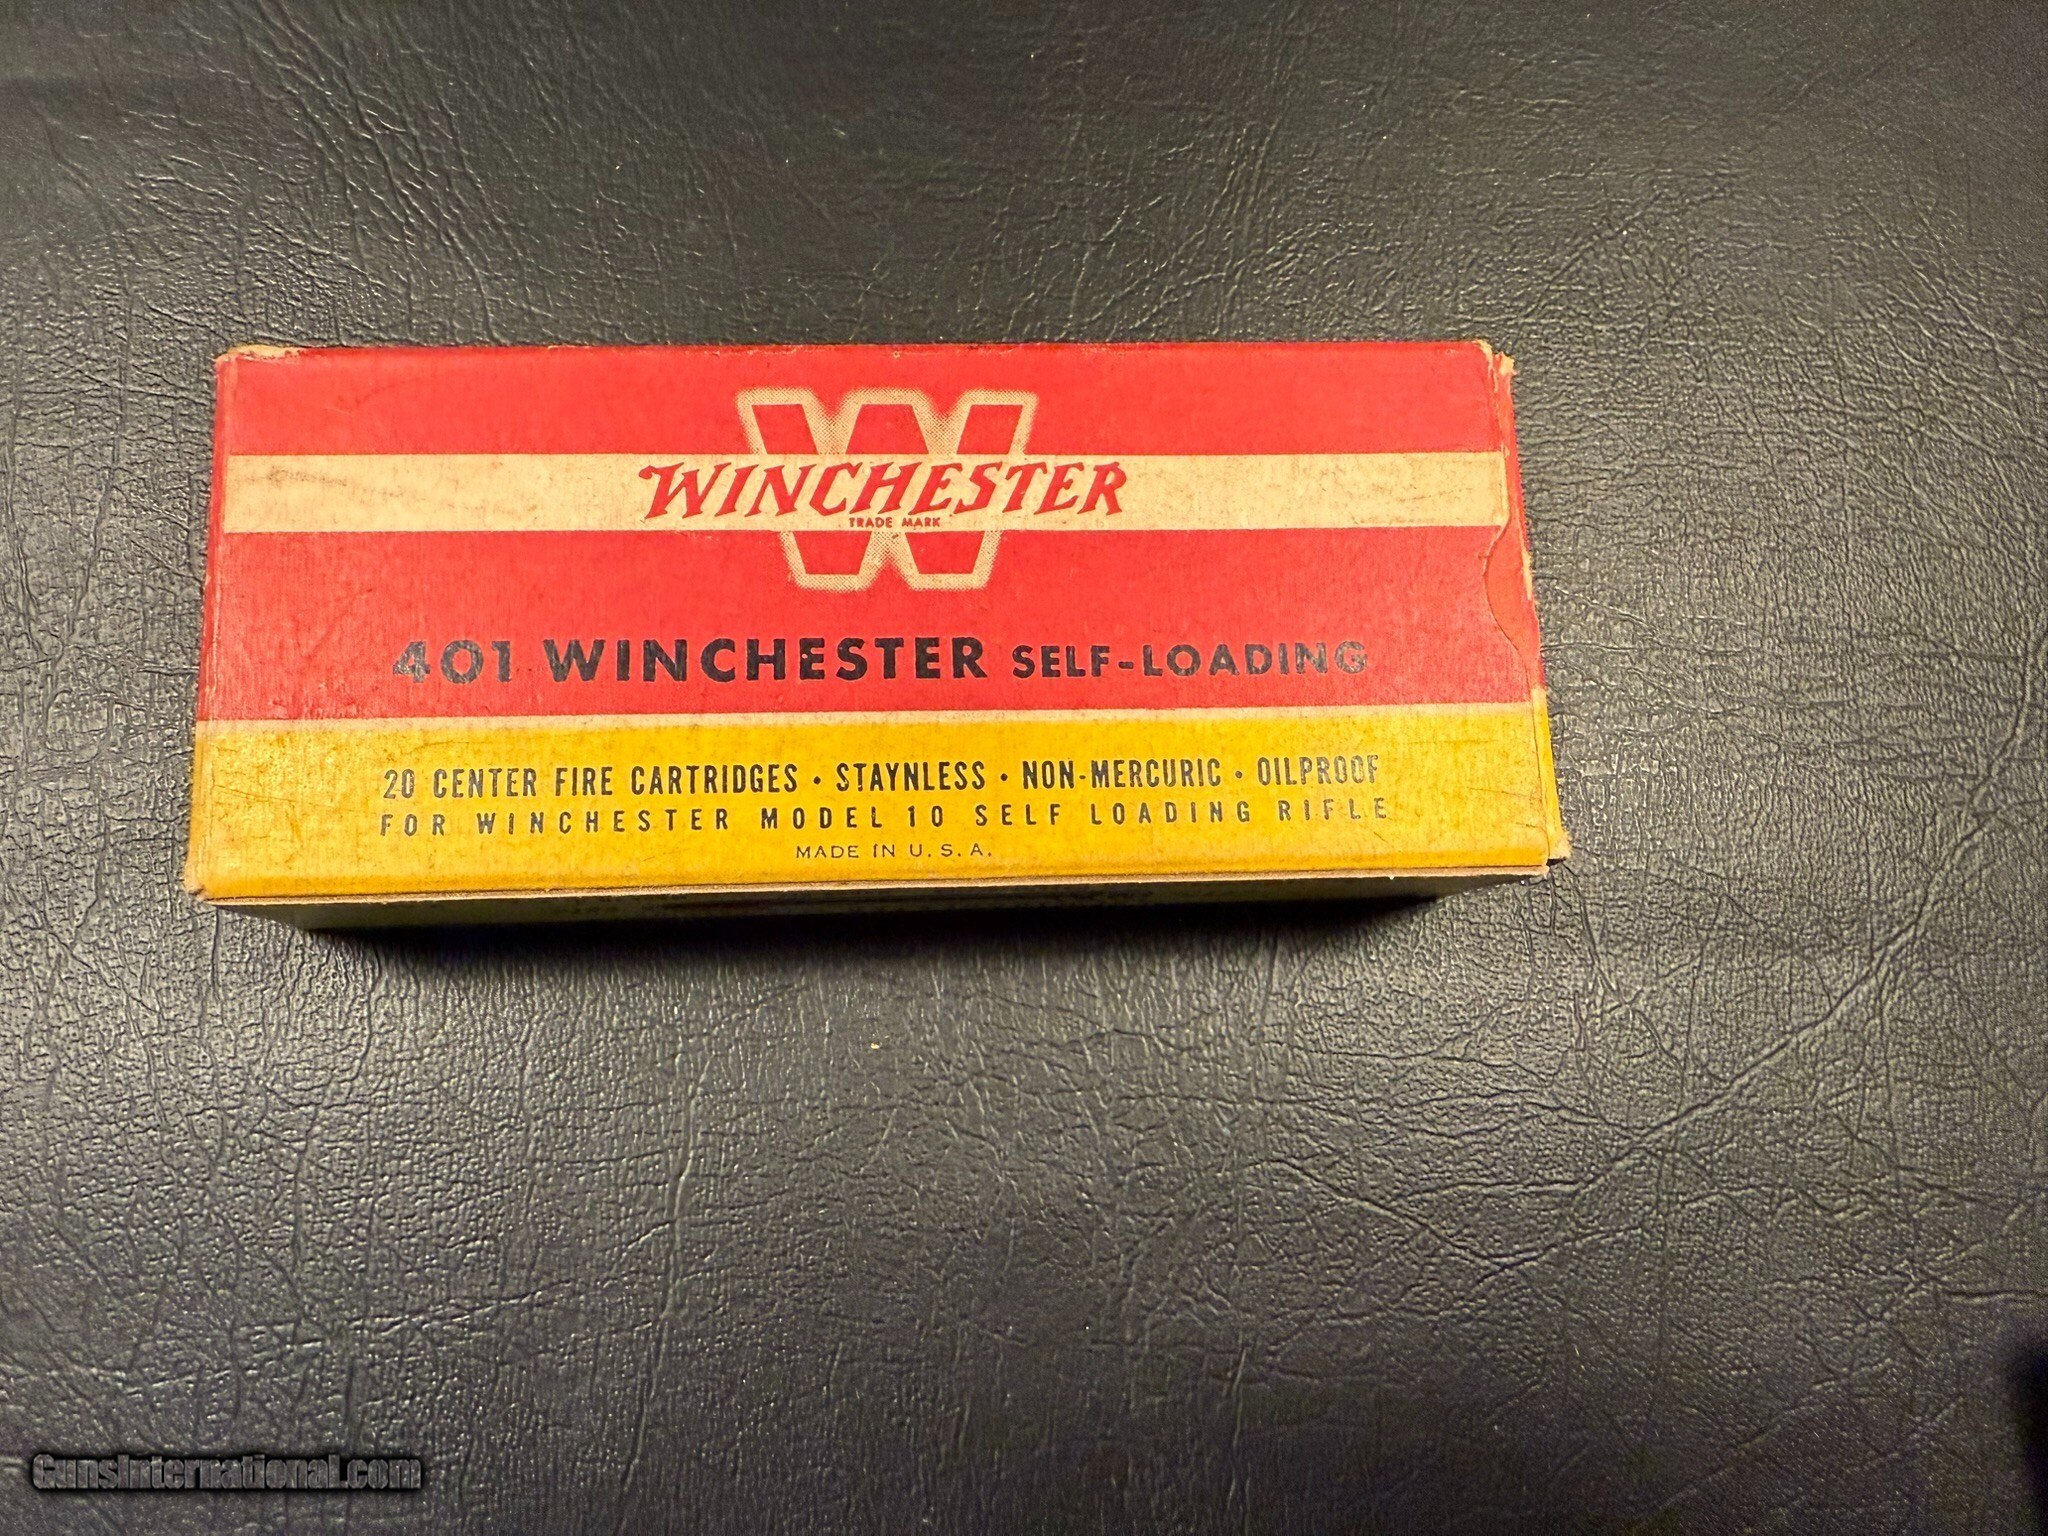 W
WINCHESTER
TRADE MARK
401 WINCHESTER SELF-LOADING
20 CENTER FIRE CARTRIDGES • STAYNLESS • NON-MERCURIC • OILPROOF
FOR WINCHESTER MODEL 10 SELF LOADING RIFLE
MADE IN U.S.A.
GunsInternational.com